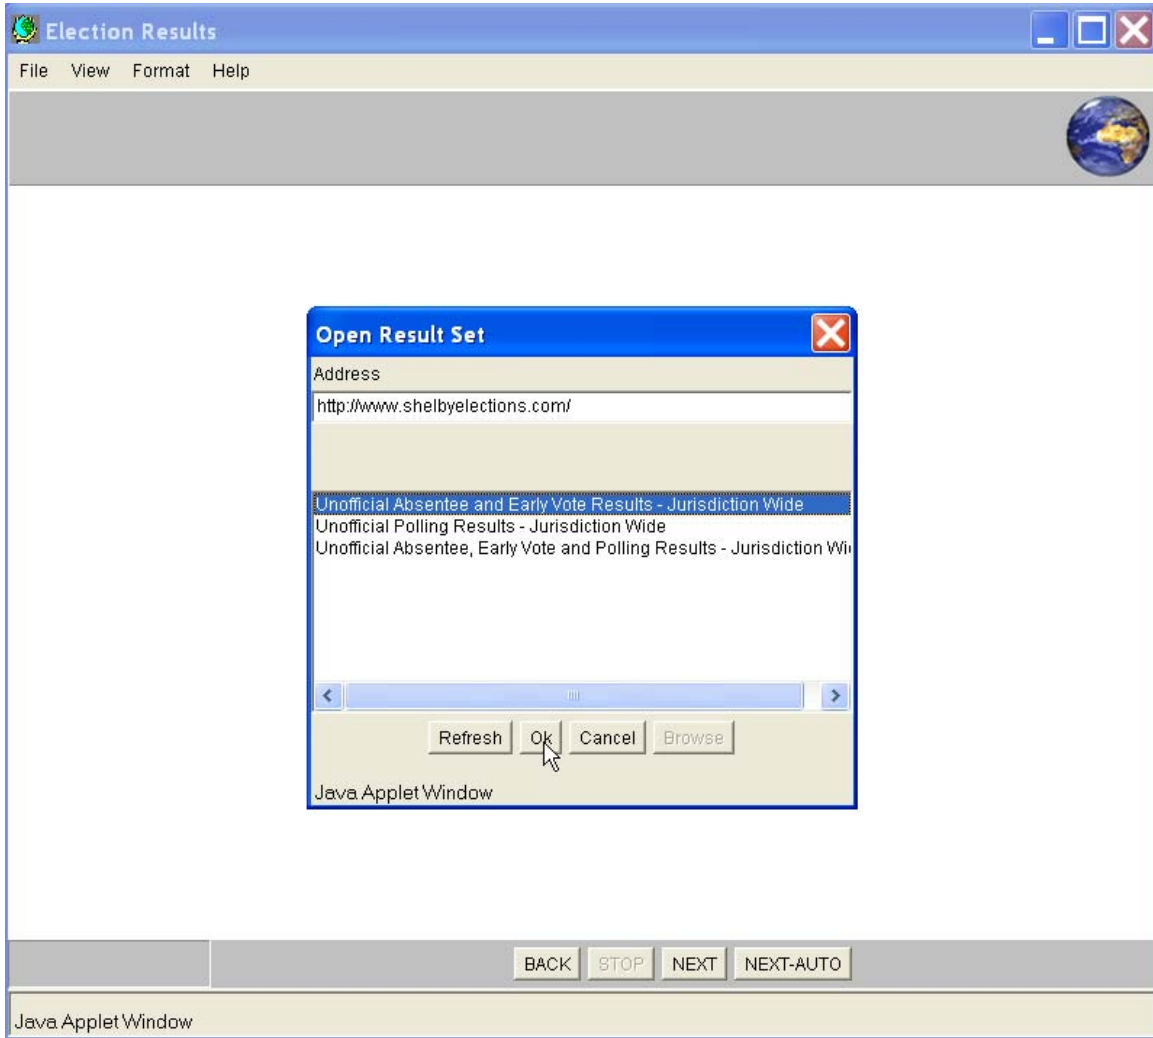 Election Results
File View Format Help
Open Result Set
Address
http://www.shelbyelections.com/
Unofficial Absentee and Early Vote Results - Jurisdiction Wide
Unofficial Polling Results - Jurisdiction Wide
Unofficial Absentee, Early Vote and Polling Results - Jurisdiction Wi
Refresh Ok Cancel Browse
Java Applet Window
BACK STOP NEXT NEXT-AUTO
Java Applet Window